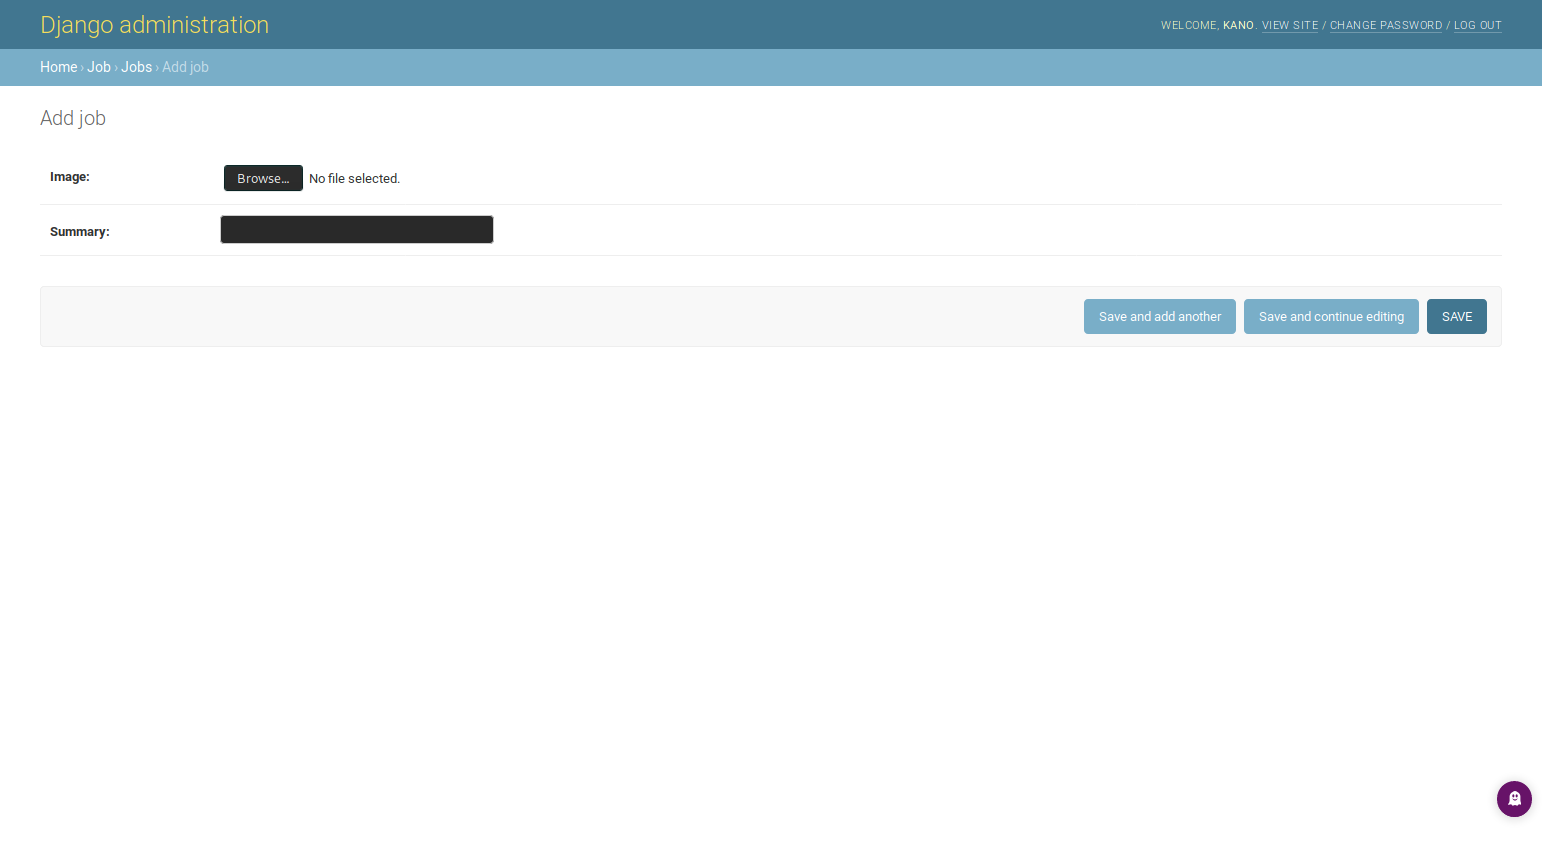 Django administration
WELCOME, KANO. VIEW SITE / CHANGE PASSWORD / LOG OUT
Home › Job › Jobs › Add job
Add job
Image: Browse... No file selected.
Summary:
Save and add another Save and continue editing SAVE